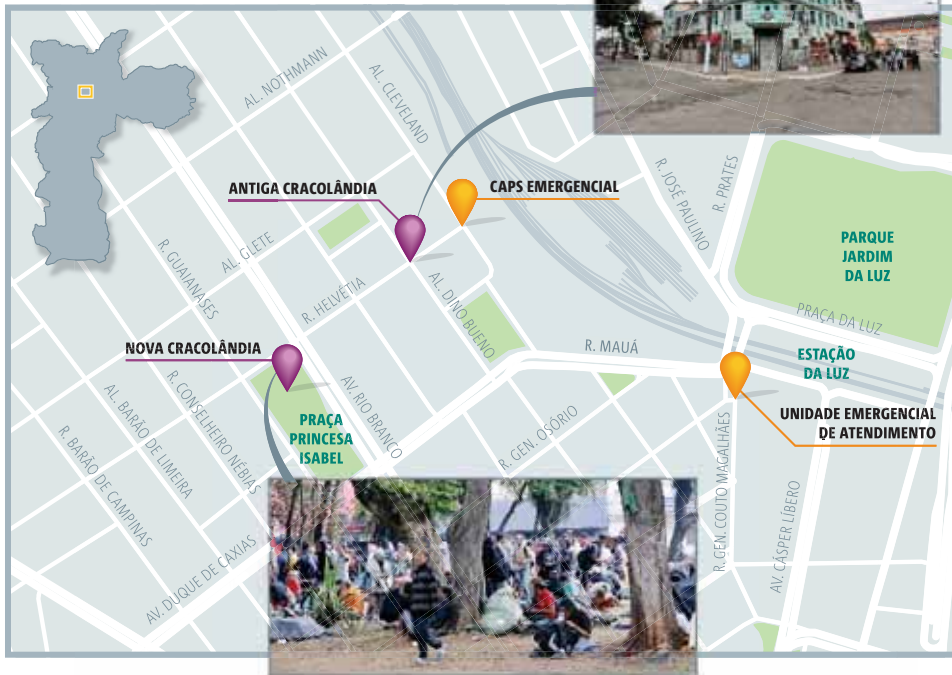 AL. NOTHMANN
AL. CLEVELAND
ANTIGA CRACOLÂNDIA
CAPS EMERGENCIAL
R. JOSÉ PAULINO
R. PRATES
PARQUE
JARDIM
DA LUZ
R. GUAIANASES
AL. GLETE
R. HELVÉTIA
AL. DINO BUENO
PRAÇA DA LUZ
NOVA CRACOLÂNDIA
R. MAUÁ
ESTAÇÃO
DA LUZ
AV. RIO BRANCO
UNIDADE EMERGENCIAL
DE ATENDIMENTO
PRAÇA
PRINCESA
ISABEL
R. CONSELHEIRO NÉBIAS
AL. BARÃO DE LIMEIRA
R. BARÃO DE CAMPINAS
R. GEN. OSÓRIO
R. GEN. COUTO MAGALHÃES
AV. CÁSPER LÍBERO
AV. DUQUE DE CAXIAS